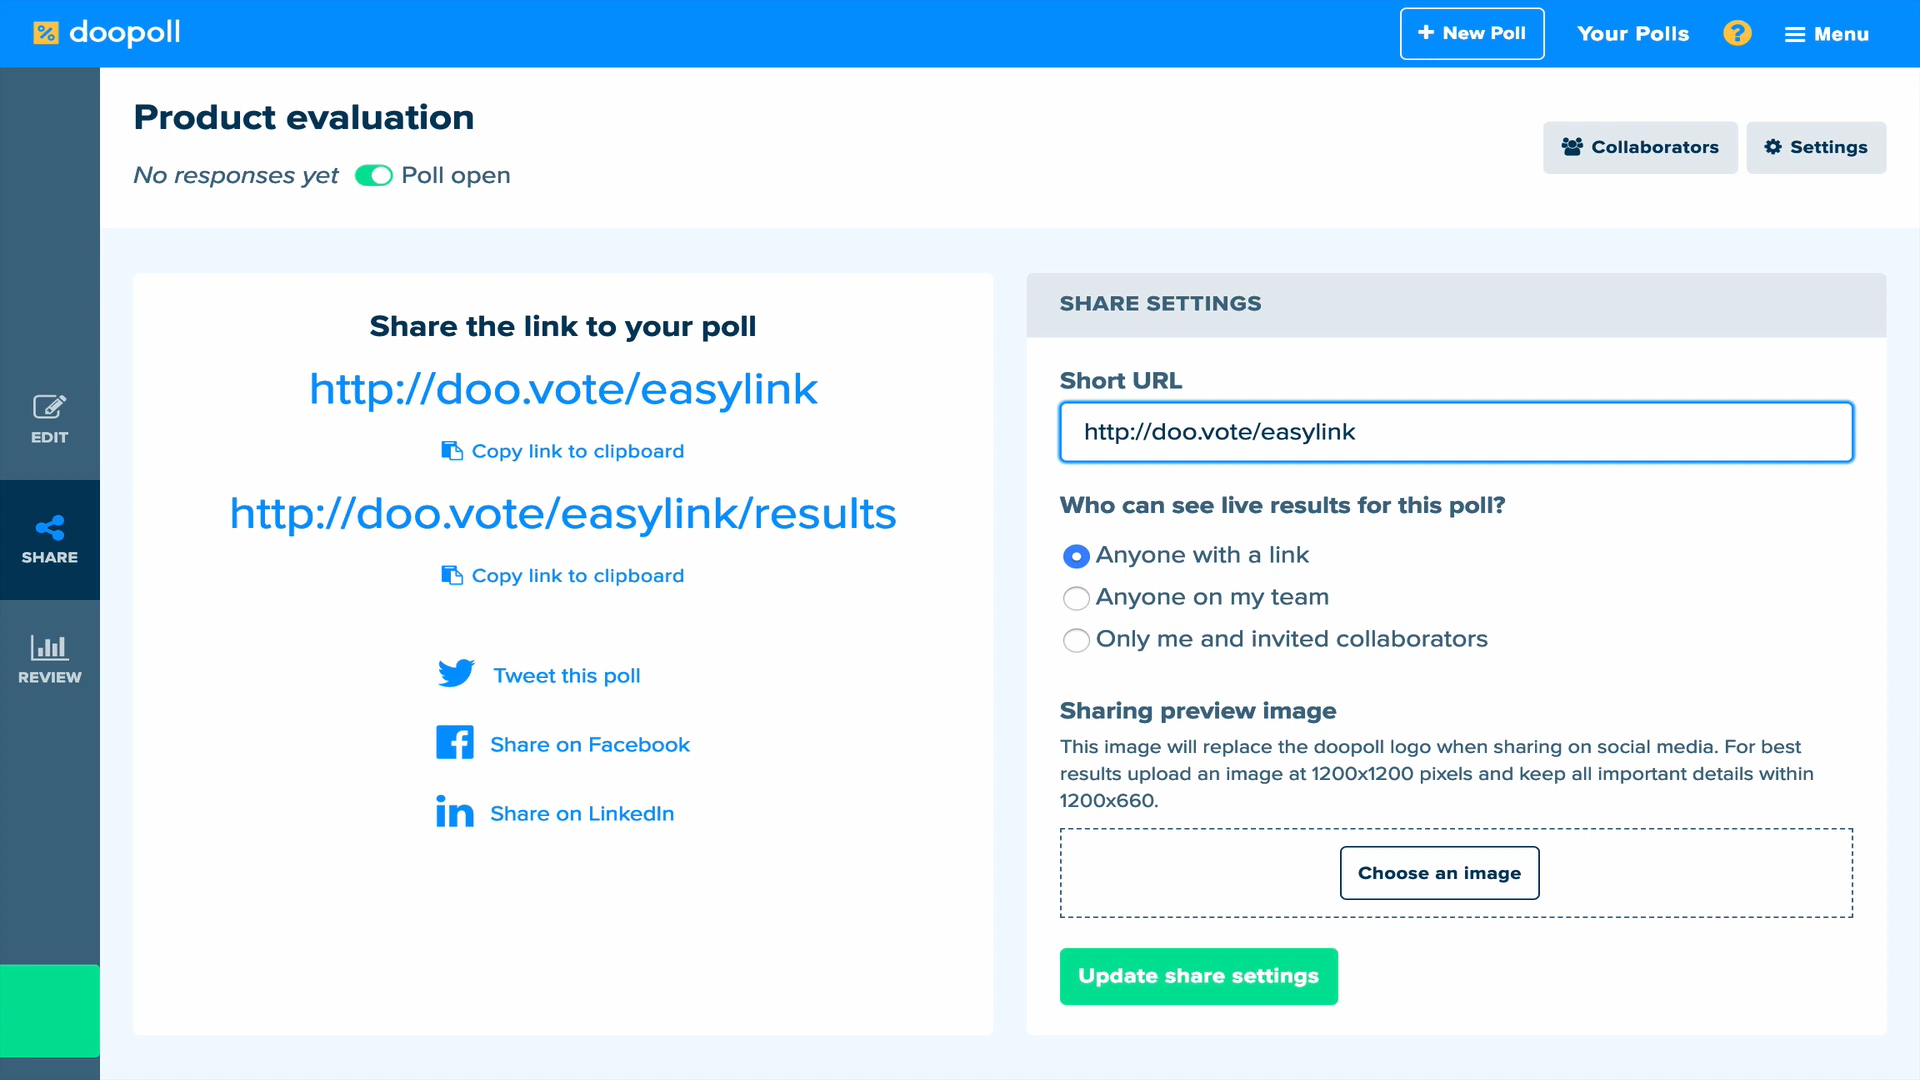 doopoll
New Poll
Your Polls
?
Menu
Product evaluation
No responses yet
Poll open
Collaborators
Settings
EDIT
SHARE
REVIEW
Share the link to your poll
http://doo.vote/easylink
Copy link to clipboard
http://doo.vote/easylink/results
Copy link to clipboard
Tweet this poll
Share on Facebook
Share on LinkedIn
SHARE SETTINGS
Short URL
http://doo.vote/easylink
Who can see live results for this poll?
Anyone with a link
Anyone on my team
Only me and invited collaborators
Sharing preview image
This image will replace the doopoll logo when sharing on social media. For best
results upload an image at 1200x1200 pixels and keep all important details within
1200x660.
Choose an image
Update share settings